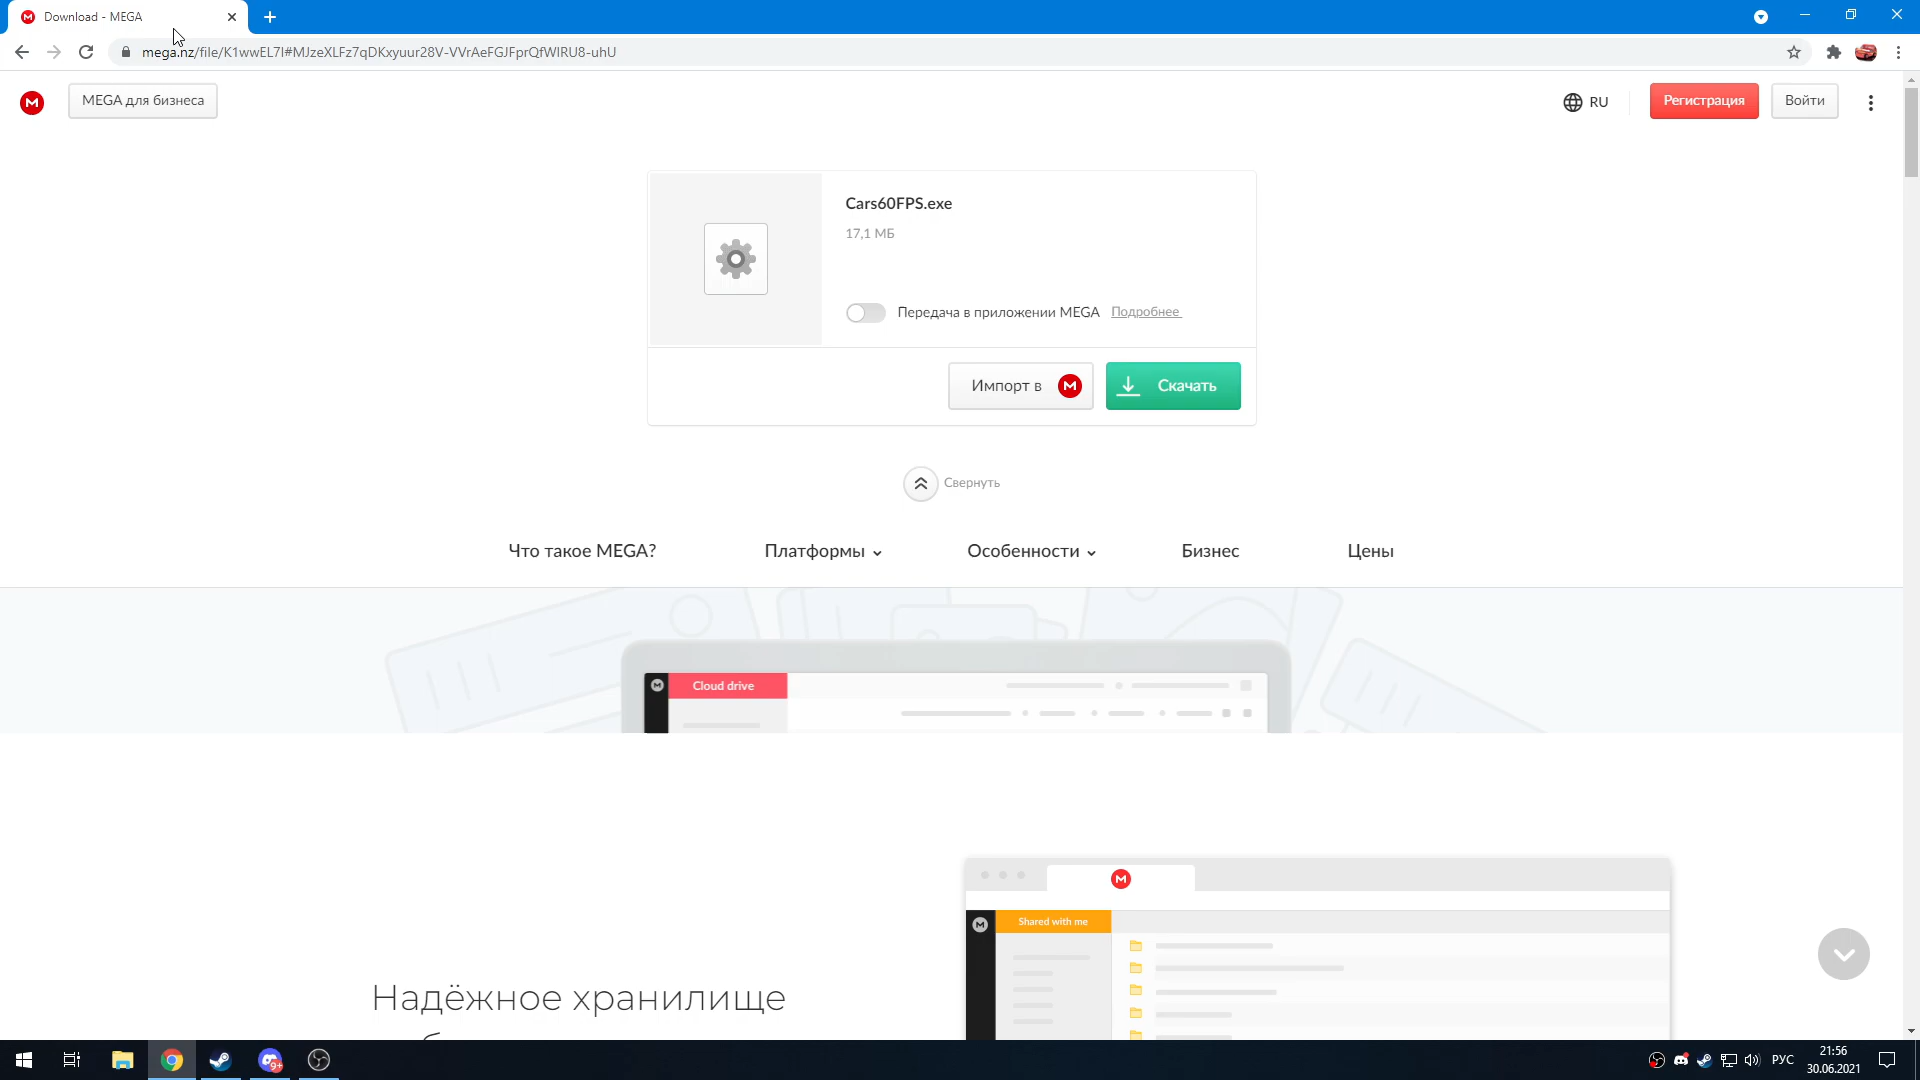 Download - MEGA
mega.nz/file/K1wwEL7I#MJzeXLFz7qDKxyuur28V-VVrAeFGJFprQfWIRU8-uhU
MEGA для бизнеса
RU
Регистрация
Войти
Cars60FPS.exe
17,1 МБ
Передача в приложении MEGA Подробнее
Импорт в
Скачать
Свернуть
Что такое MEGA?
Платформы
Особенности
Бизнес
Цены
Cloud drive
Shared with me
Надёжное хранилище
9+
РУС
21:56
30.06.2021